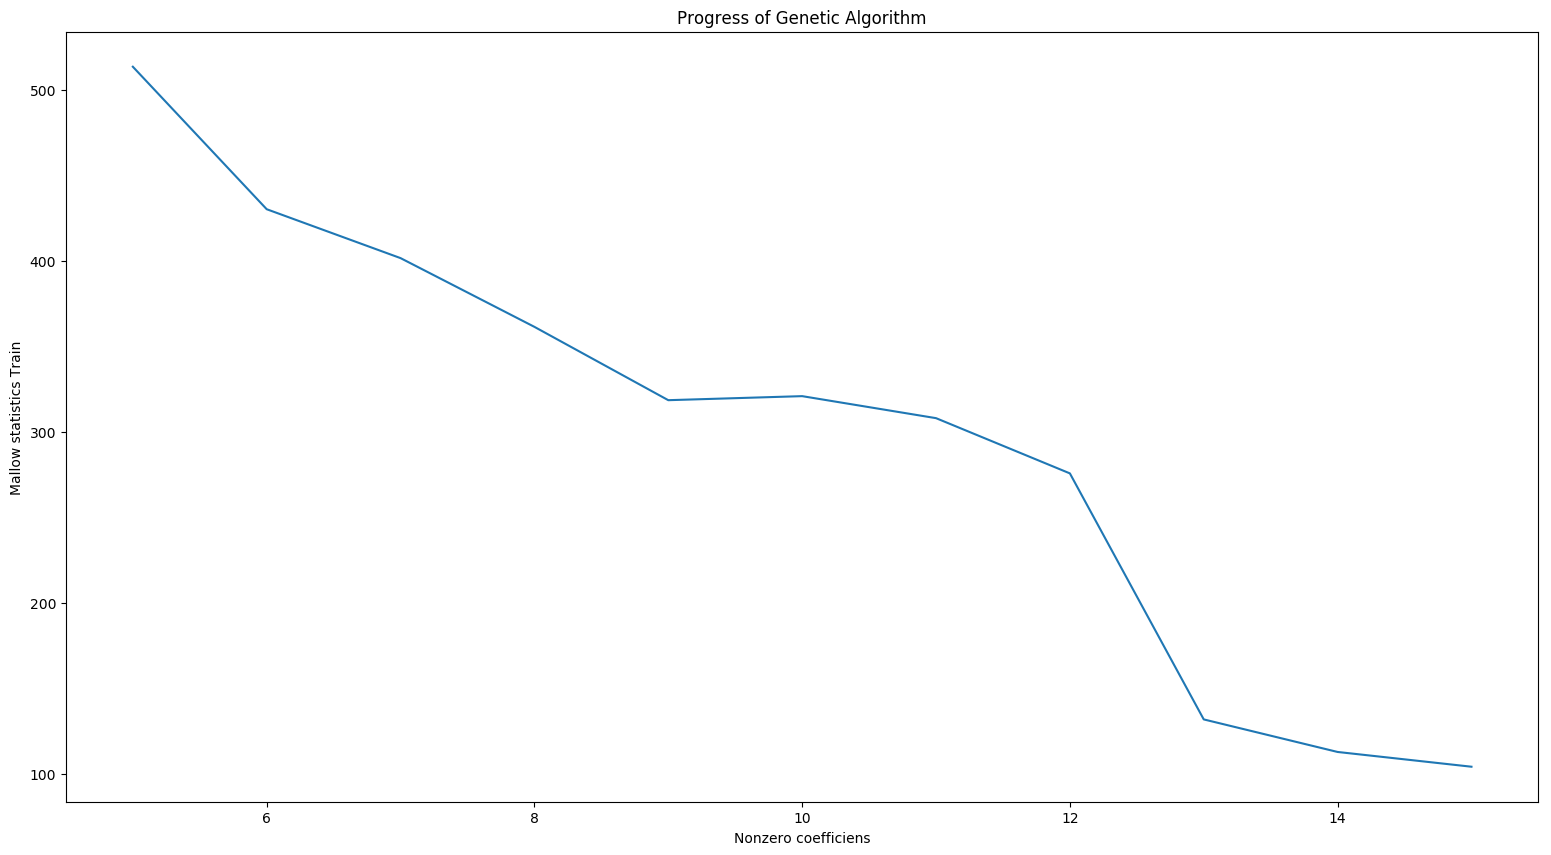 Progress of Genetic Algorithm
Mallow statistics Train
500
400
300
200
100
6 8 10 12 14
Nonzero coefficiens